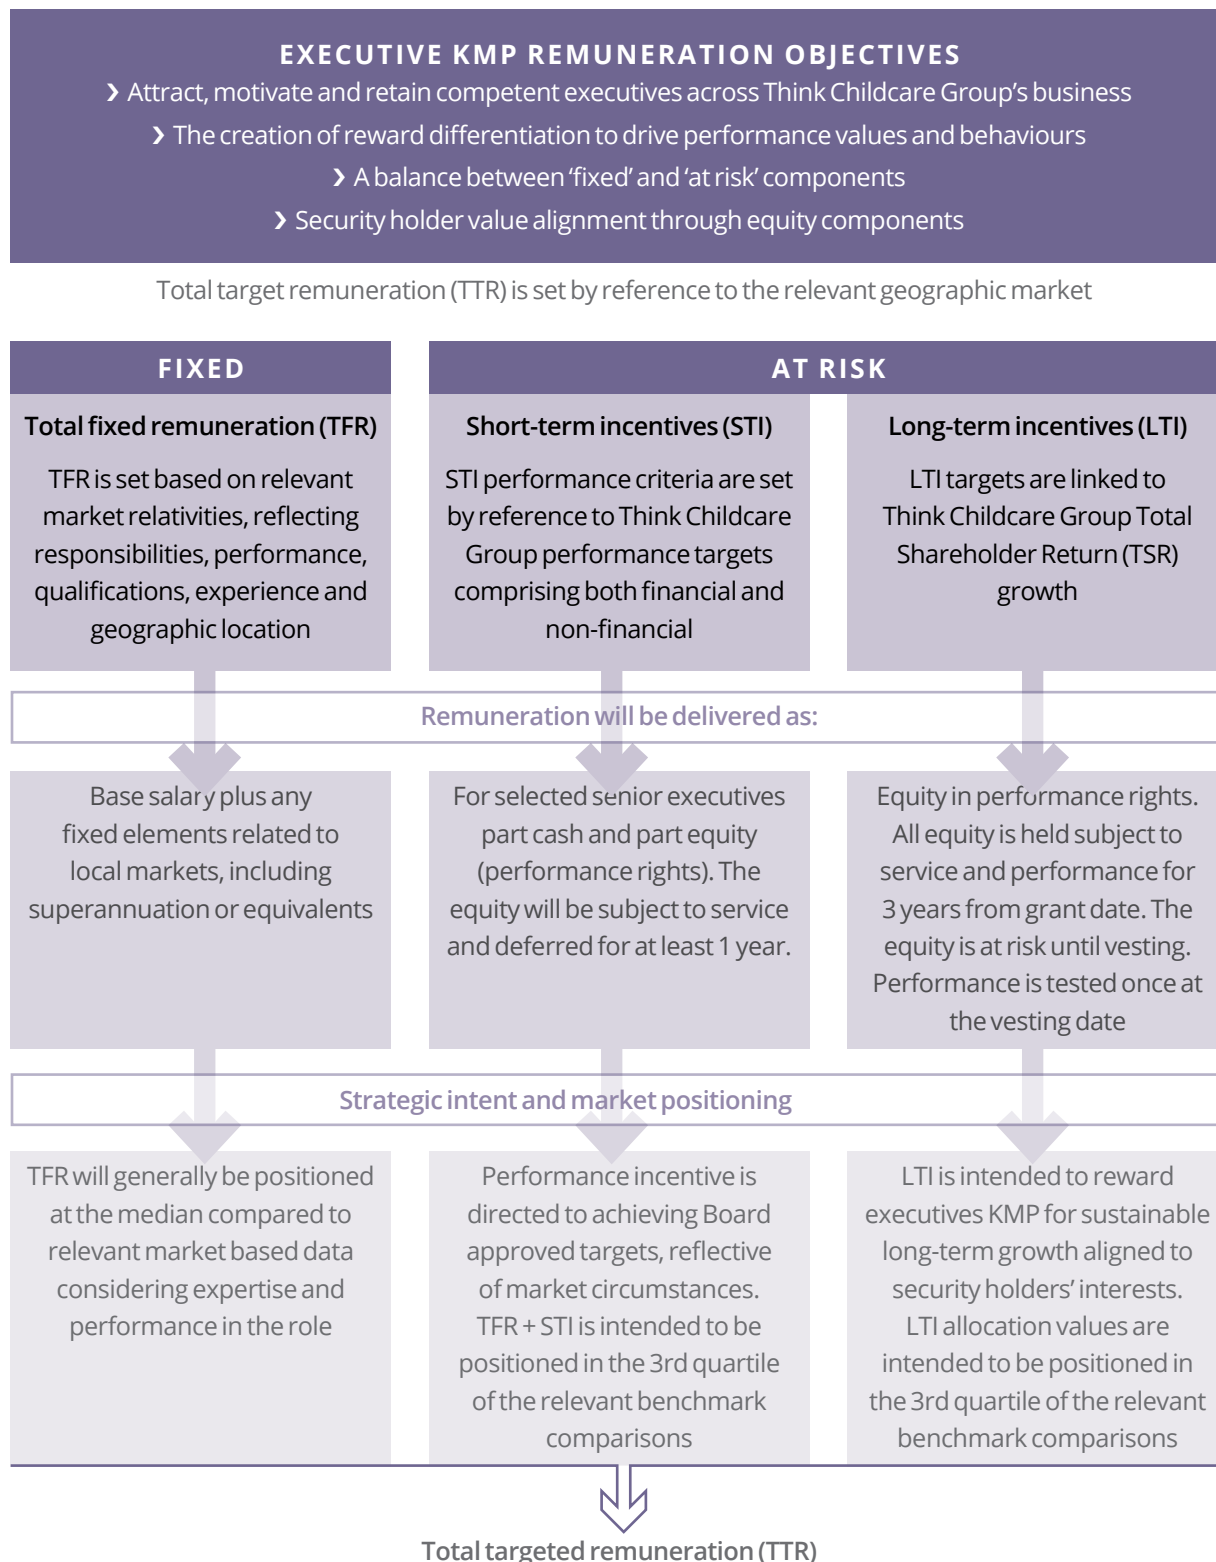 EXECUTIVE KMP REMUNERATION OBJECTIVES
❯ Attract, motivate and retain competent executives across Think Childcare Group’s business
❯ The creation of reward differentiation to drive performance values and behaviours
❯ A balance between ‘fixed’ and ‘at risk’ components
❯ Security holder value alignment through equity components
Total target remuneration (TTR) is set by reference to the relevant geographic market
FIXED
AT RISK
Total fixed remuneration (TFR)
TFR is set based on relevant
market relativities, reflecting
responsibilities, performance,
qualifications, experience and
geographic location
Short-term incentives (STI)
STI performance criteria are set
by reference to Think Childcare
Group performance targets
comprising both financial and
non-financial
Long-term incentives (LTI)
LTI targets are linked to
Think Childcare Group Total
Shareholder Return (TSR)
growth
Remuneration will be delivered as:
Base salary plus any
fixed elements related to
local markets, including
superannuation or equivalents
For selected senior executives
part cash and part equity
(performance rights). The
equity will be subject to service
and deferred for at least 1 year.
Equity in performance rights.
All equity is held subject to
service and performance for
3 years from grant date. The
equity is at risk until vesting.
Performance is tested once at
the vesting date
Strategic intent and market positioning
TFR will generally be positioned
at the median compared to
relevant market based data
considering expertise and
performance in the role
Performance incentive is
directed to achieving Board
approved targets, reflective
of market circumstances.
TFR + STI is intended to be
positioned in the 3rd quartile
of the relevant benchmark
comparisons
LTI is intended to reward
executives KMP for sustainable
long-term growth aligned to
security holders’ interests.
LTI allocation values are
intended to be positioned in
the 3rd quartile of the relevant
benchmark comparisons
Total targeted remuneration (TTR)